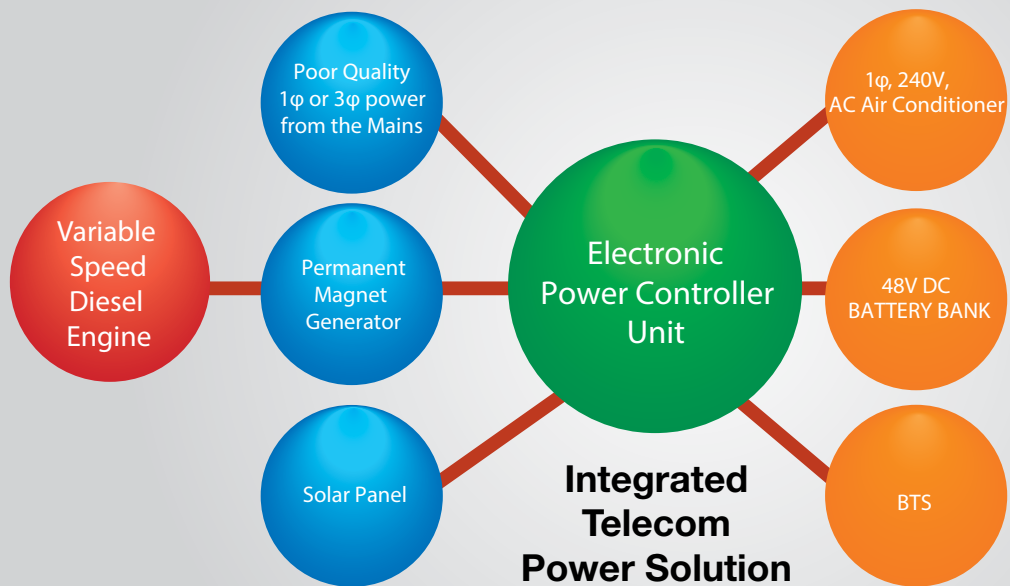 Poor Quality
1φ or 3φ power
from the Mains
1φ, 240V,
AC Air Conditioner
Variable
Speed
Diesel
Engine
Permanent
Magnet
Generator
Electronic
Power Controller
Unit
48V DC
BATTERY BANK
Solar Panel
BTS
Integrated
Telecom
Power Solution